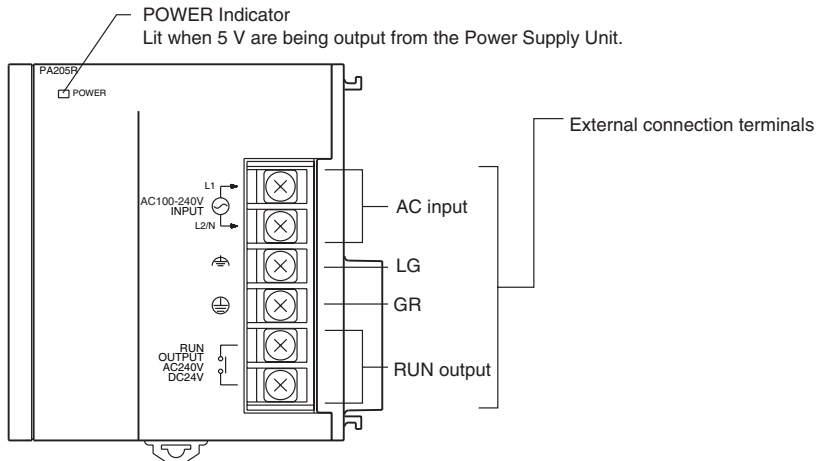 POWER Indicator
Lit when 5 V are being output from the Power Supply Unit.
PA205R
POWER
External connection terminals
L1
AC100-240V
INPUT
L2/N
AC input
LG
GR
RUN
OUTPUT
AC240V
DC24V
RUN output